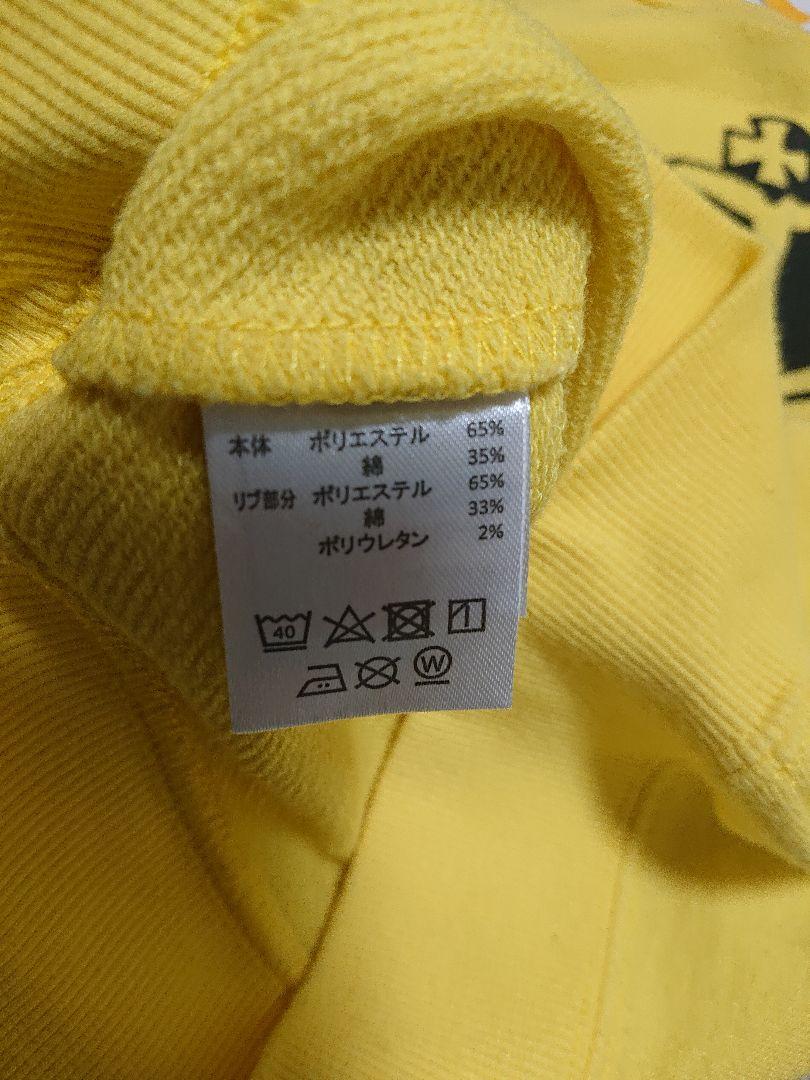 本体 ポリエステル 65%
綿 35%
リブ部分 ポリエステル 65%
綿 33%
ポリウレタン 2%
40
W